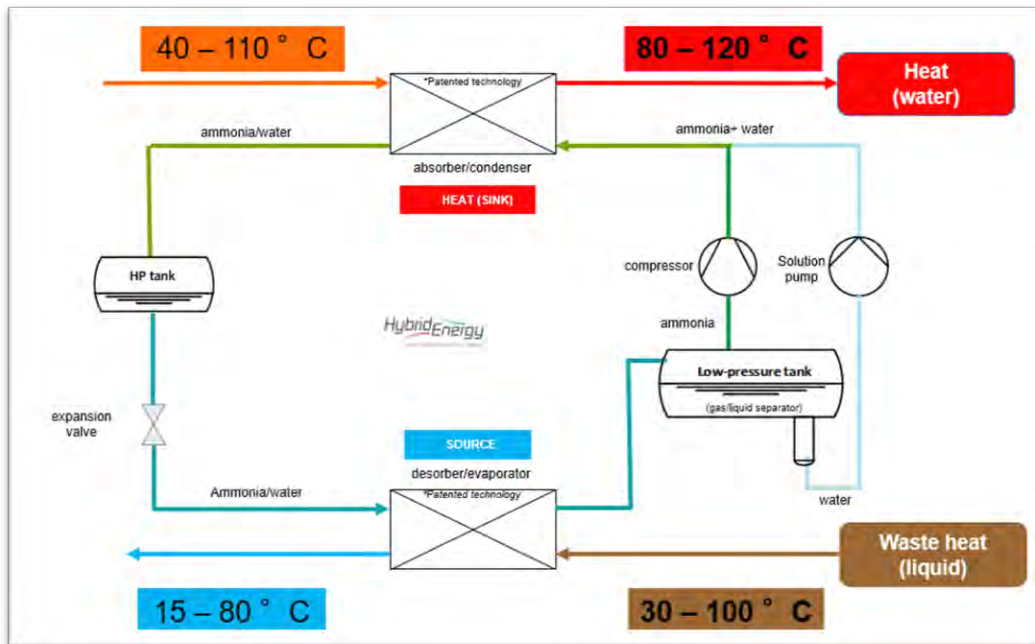 40 – 110 ° C
80 – 120 ° C
*Patented technology
Heat
(water)
ammonia/water
ammonia+ water
absorber/condenser
HEAT (SINK)
HP tank
compressor
Solution
pump
HybridEnergy
ammonia
Low-pressure tank
(gas/liquid separator)
expansion
valve
SOURCE
desorber/evaporator
Ammonia/water
*Patented technology
water
Waste heat
(liquid)
15 – 80 ° C
30 – 100 ° C